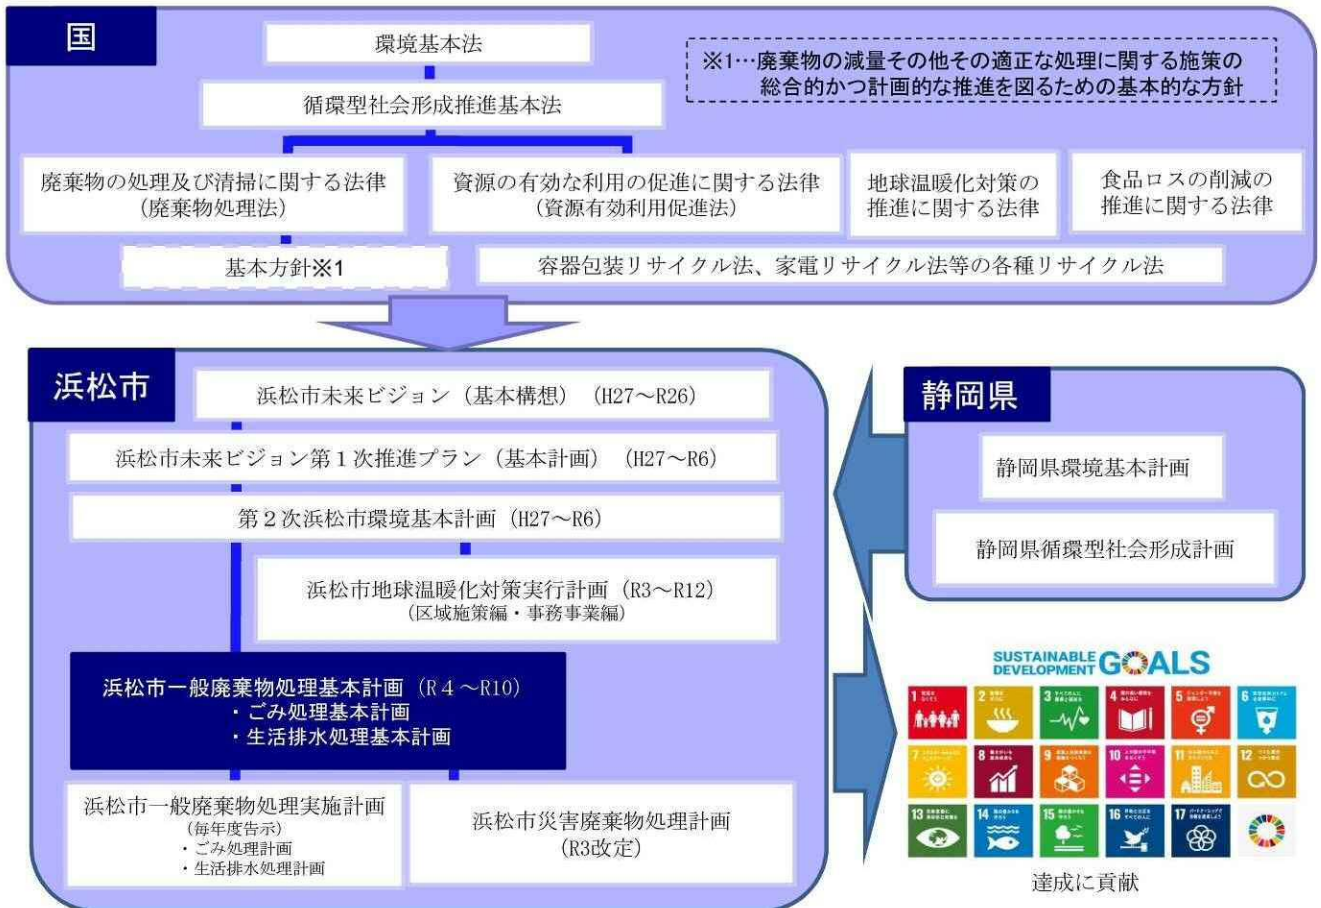 国
環境基本法
※1…廃棄物の減量その他その適正な処理に関する施策の
総合的かつ計画的な推進を図るための基本的な方針
循環型社会形成推進基本法
廃棄物の処理及び清掃に関する法律
(廃棄物処理法)
資源の有効な利用の促進に関する法律
(資源有効利用促進法)
地球温暖化対策の
推進に関する法律
食品ロスの削減の
推進に関する法律
基本方針※1
容器包装リサイクル法、家電リサイクル法等の各種リサイクル法
浜松市
浜松市未来ビジョン（基本構想）（H27～R26）
浜松市未来ビジョン第１次推進プラン（基本計画）（H27～R6）
第２次浜松市環境基本計画（H27～R6）
浜松市地球温暖化対策実行計画（R3～R12）
(区域施策編・事務事業編)
浜松市一般廃棄物処理基本計画（R４～R10）
・ごみ処理基本計画
・生活排水処理基本計画
浜松市一般廃棄物処理実施計画
(毎年度告示)
・ごみ処理計画
・生活排水処理計画
浜松市災害廃棄物処理計画
(R3改定)
静岡県
静岡県環境基本計画
静岡県循環型社会形成計画
SUSTAINABLE
DEVELOPMENT
GOALS
1
2
3
4
5
6
7
8
9
10
11
12
13
14
15
16
17
達成に貢献